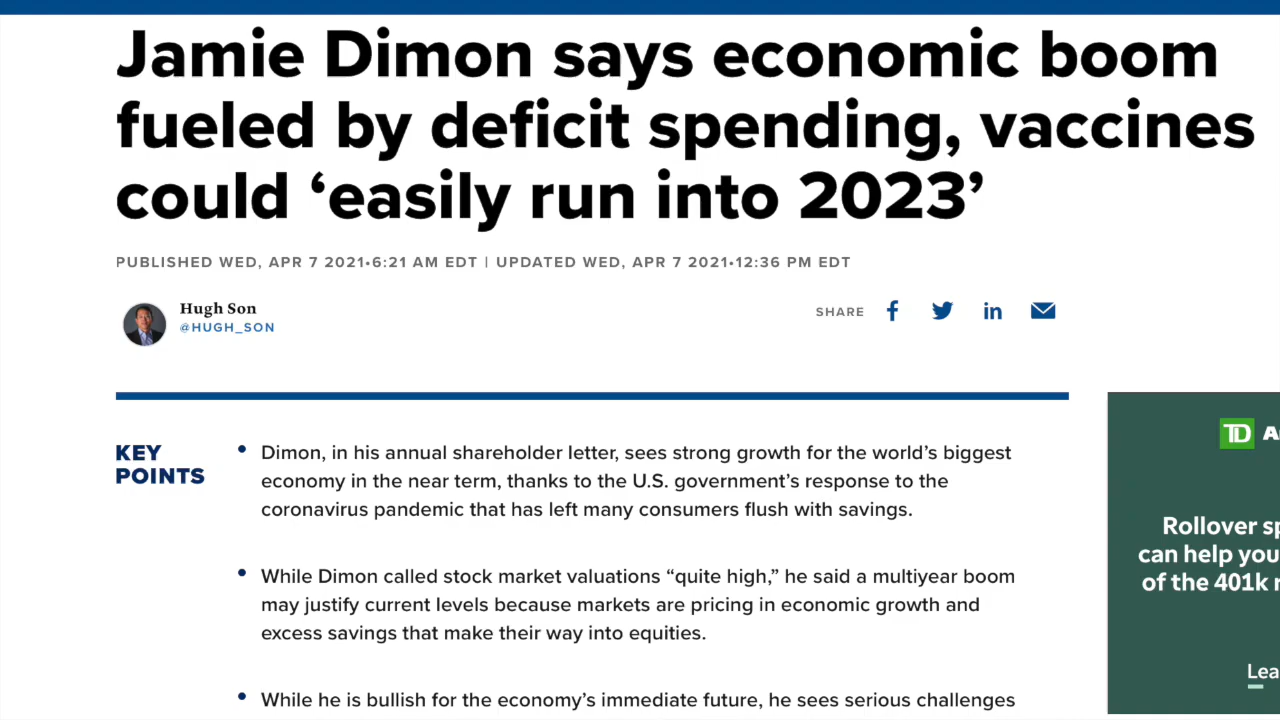 Jamie Dimon says economic boom
fueled by deficit spending, vaccines
could ‘easily run into 2023’
PUBLISHED WED, APR 7 2021•6:21 AM EDT | UPDATED WED, APR 7 2021•12:36 PM EDT
Hugh Son
@HUGH_SON
SHARE
KEY
POINTS
• Dimon, in his annual shareholder letter, sees strong growth for the world’s biggest
economy in the near term, thanks to the U.S. government’s response to the
coronavirus pandemic that has left many consumers flush with savings.
• While Dimon called stock market valuations “quite high,” he said a multiyear boom
may justify current levels because markets are pricing in economic growth and
excess savings that make their way into equities.
• While he is bullish for the economy’s immediate future, he sees serious challenges
TD
Rollover
can help you
of the 401k